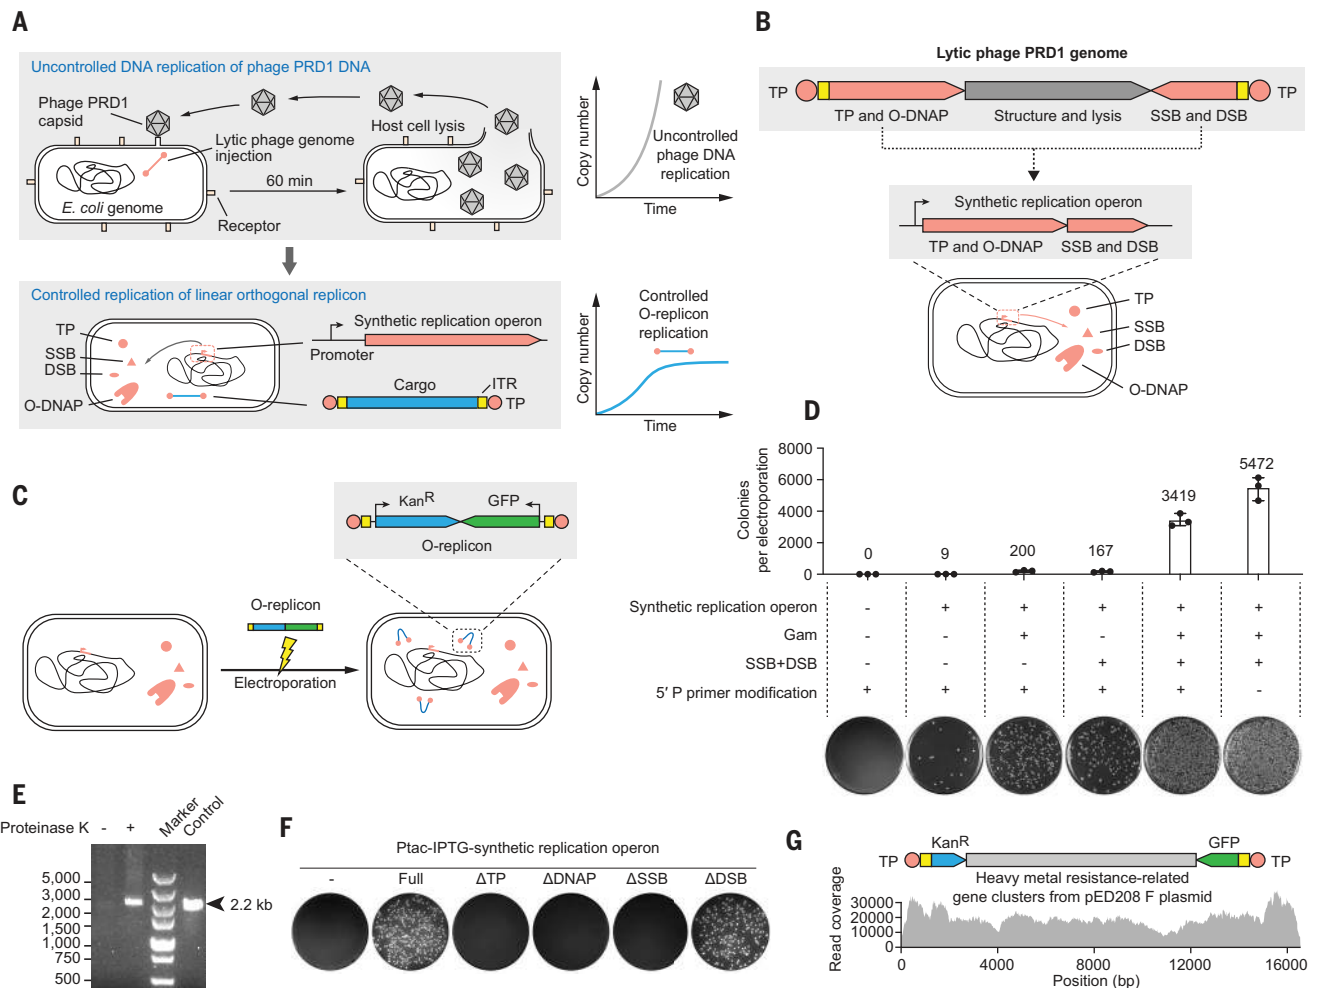 A
Uncontrolled DNA replication of phage PRD1 DNA
Phage PRD1
capsid
Lytic phage genome
injection
Host cell lysis
60 min
E. coli genome
Receptor
Copy number
Uncontrolled
phage DNA
replication
Time
Controlled replication of linear orthogonal replicon
TP
SSB
DSB
O-DNAP
Synthetic replication operon
Promoter
Cargo
ITR
TP
Copy number
Controlled
O-replicon
replication
Time
B
Lytic phage PRD1 genome
TP
TP
TP and O-DNAP
Structure and lysis
SSB and DSB
Synthetic replication operon
TP and O-DNAP
SSB and DSB
TP
SSB
DSB
O-DNAP
C
KanR
GFP
O-replicon
O-replicon
Electroporation
D
Colonies
per electroporation
8000
6000
4000
2000
0
0
9
200
167
3419
5472
Synthetic replication operon - + + + + +
Gam - - + - + +
SSB+DSB - - - + + +
5′ P primer modification + + + + + -
E
Proteinase K - + Marker Control
5,000
3,000
2,000
1,500
1,000
750
500
2.2 kb
F
Ptac-IPTG-synthetic replication operon
- Full ΔTP ΔDNAP ΔSSB ΔDSB
G
KanR
GFP
TP
TP
Heavy metal resistance-related
gene clusters from pED208 F plasmid
Read coverage
30000
20000
10000
0
0 4000 8000 12000 16000
Position (bp)